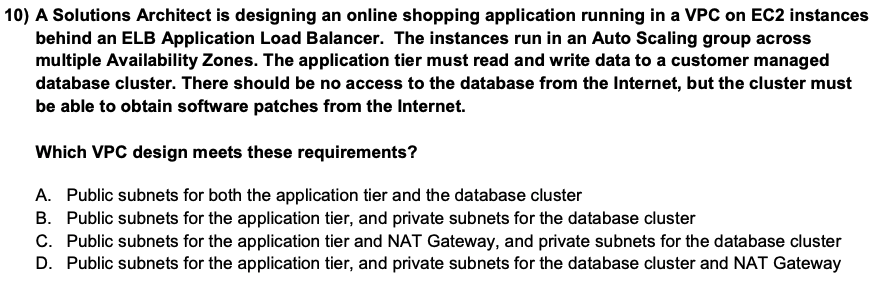 10) A Solutions Architect is designing an online shopping application running in a VPC on EC2 instances
behind an ELB Application Load Balancer. The instances run in an Auto Scaling group across
multiple Availability Zones. The application tier must read and write data to a customer managed
database cluster. There should be no access to the database from the Internet, but the cluster must
be able to obtain software patches from the Internet.
Which VPC design meets these requirements?
A. Public subnets for both the application tier and the database cluster
B. Public subnets for the application tier, and private subnets for the database cluster
C. Public subnets for the application tier and NAT Gateway, and private subnets for the database cluster
D. Public subnets for the application tier, and private subnets for the database cluster and NAT Gateway